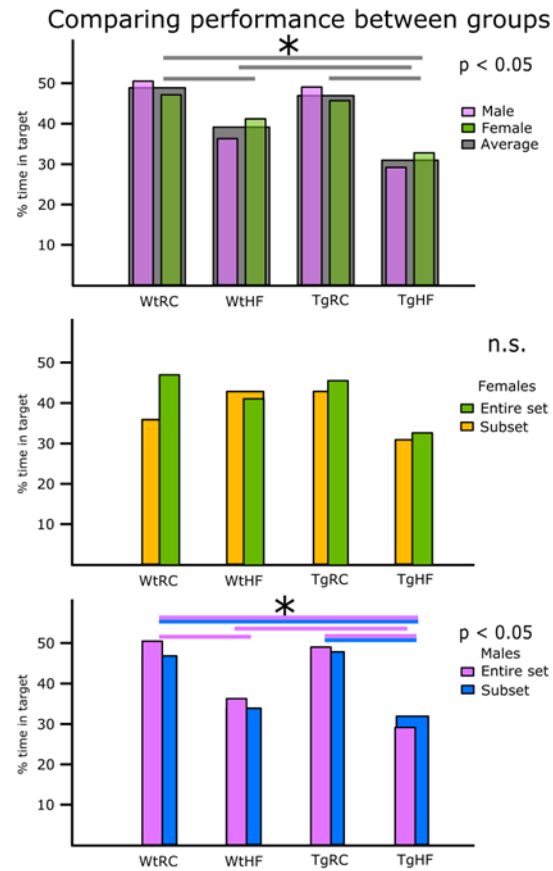 Comparing performance between groups
*
p < 0.05
Male
Female
Average
% time in target
50
40
30
20
10
WtRC WtHF TgRC TgHF
n.s.
Females
Entire set
Subset
% time in target
50
40
30
20
10
WtRC WtHF TgRC TgHF
*
p < 0.05
Males
Entire set
Subset
% time in target
50
40
30
20
10
WtRC WtHF TgRC TgHF